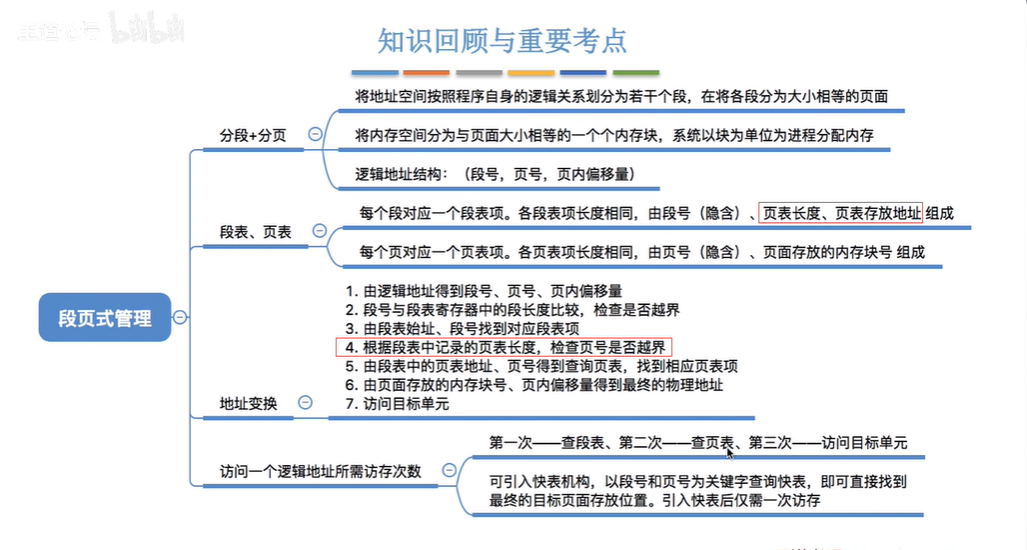 bilibili
知识回顾与重要考点
将地址空间按照程序自身的逻辑关系划分为若干个段，在将各段分为大小相等的页面
分段+分页
将内存空间分为与页面大小相等的一个个内存块，系统以块为单位为进程分配内存
逻辑地址结构：（段号，页号，页内偏移量）
每个段对应一个段表项。各段表项长度相同，由段号（隐含）、页表长度、页表存放地址 组成
段表、页表
每个页对应一个页表项。各页表项长度相同，由页号（隐含）、页面存放的内存块号 组成
段页式管理
1. 由逻辑地址得到段号、页号、页内偏移量
2. 段号与段表寄存器中的段长度比较，检查是否越界
3. 由段表始址、段号找到对应段表项
4. 根据段表中记录的页表长度，检查页号是否越界
5. 由段表中的页表地址、页号得到查询页表，找到相应页表项
6. 由页面存放的内存块号、页内偏移量得到最终的物理地址
7. 访问目标单元
地址变换
第一次——查段表、第二次——查页表、第三次——访问目标单元
访问一个逻辑地址所需访存次数
可引入快表机构，以段号和页号为关键字查询快表，即可直接找到
最终的目标页面存放位置。引入快表后仅需一次访存